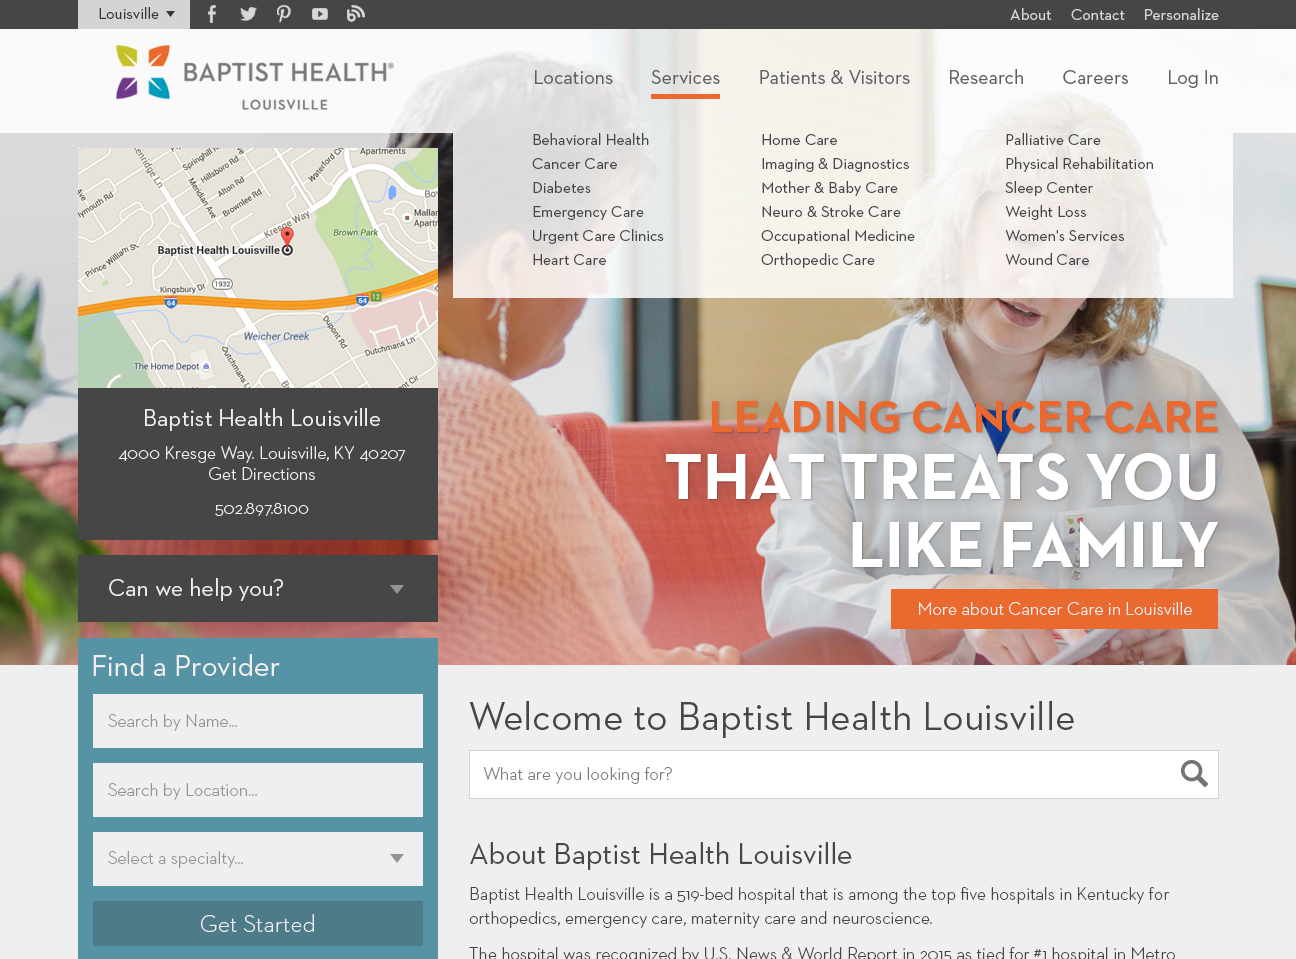 Louisville
About Contact Personalize
BAPTIST HEALTH®
LOUISVILLE
Locations Services Patients & Visitors Research Careers Log In
Behavioral Health
Cancer Care
Diabetes
Emergency Care
Urgent Care Clinics
Heart Care
Home Care
Imaging & Diagnostics
Mother & Baby Care
Neuro & Stroke Care
Occupational Medicine
Orthopedic Care
Palliative Care
Physical Rehabilitation
Sleep Center
Weight Loss
Women's Services
Wound Care
Apartments
Hillsboro Rd
Alton Rd
Meridian Ave
Brownlee Rd
Kresge Way
Brown Park
Baptist Health Louisville
Prince William St
Kingsbury Dr
1932
64
64
12
Weicher Creek
Dupont Rd
Dutchmans Ln
The Home Depot
Baptist Health Louisville
4000 Kresge Way. Louisville, KY 40207
Get Directions
502.897.8100
LEADING CANCER CARE
THAT TREATS YOU
LIKE FAMILY
More about Cancer Care in Louisville
Can we help you?
Find a Provider
Search by Name...
Search by Location...
Select a specialty...
Get Started
Welcome to Baptist Health Louisville
What are you looking for?
About Baptist Health Louisville
Baptist Health Louisville is a 519-bed hospital that is among the top five hospitals in Kentucky for
orthopedics, emergency care, maternity care and neuroscience.
The hospital was recognized by U.S. News & World Report in 2015 as tied for #1 hospital in Metro